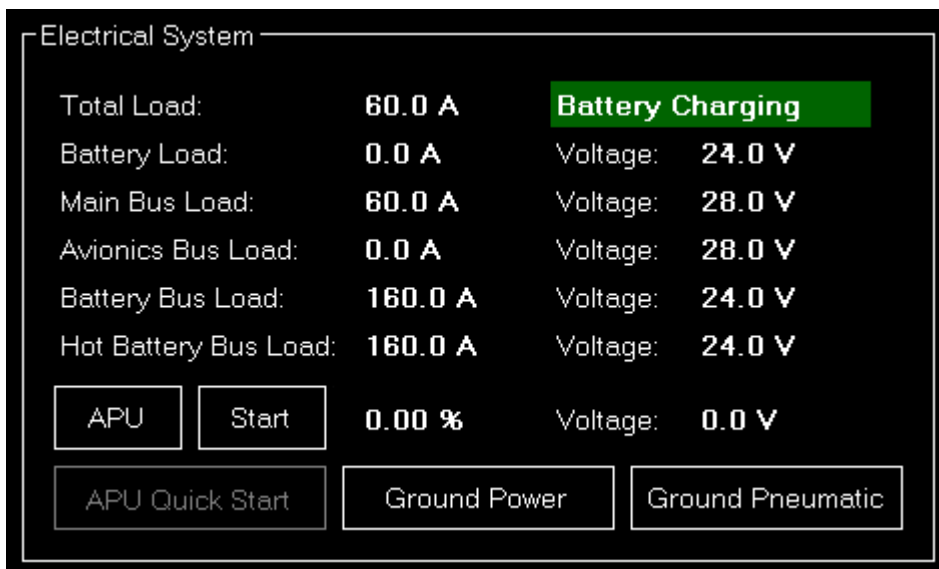 Electrical System
Total Load: 60.0 A Battery Charging
Battery Load: 0.0 A Voltage: 24.0 V
Main Bus Load: 60.0 A Voltage: 28.0 V
Avionics Bus Load: 0.0 A Voltage: 28.0 V
Battery Bus Load: 160.0 A Voltage: 24.0 V
Hot Battery Bus Load: 160.0 A Voltage: 24.0 V
APU Start 0.00 % Voltage: 0.0 V
APU Quick Start Ground Power Ground Pneumatic